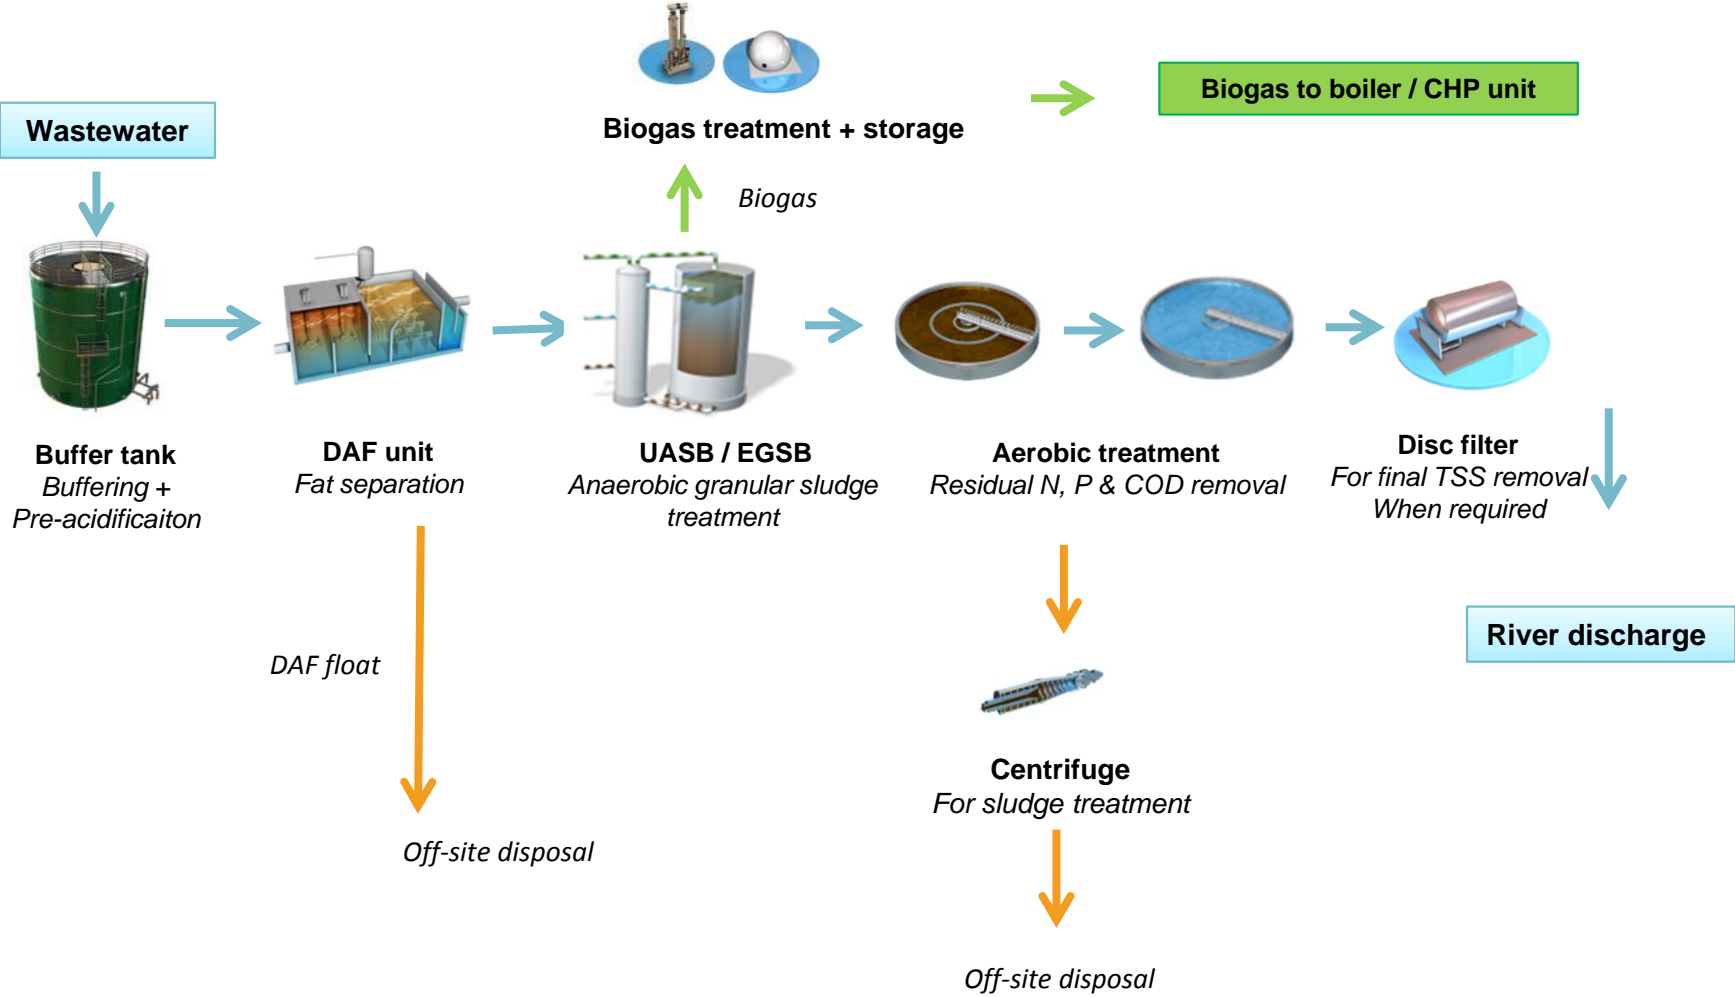 Biogas to boiler / CHP unit
Wastewater
Biogas treatment + storage
Biogas
Buffer tank
Buffering +
Pre-acidificaiton
DAF unit
Fat separation
UASB / EGSB
Anaerobic granular sludge
treatment
Aerobic treatment
Residual N, P & COD removal
Disc filter
For final TSS removal
When required
River discharge
DAF float
Off-site disposal
Centrifuge
For sludge treatment
Off-site disposal